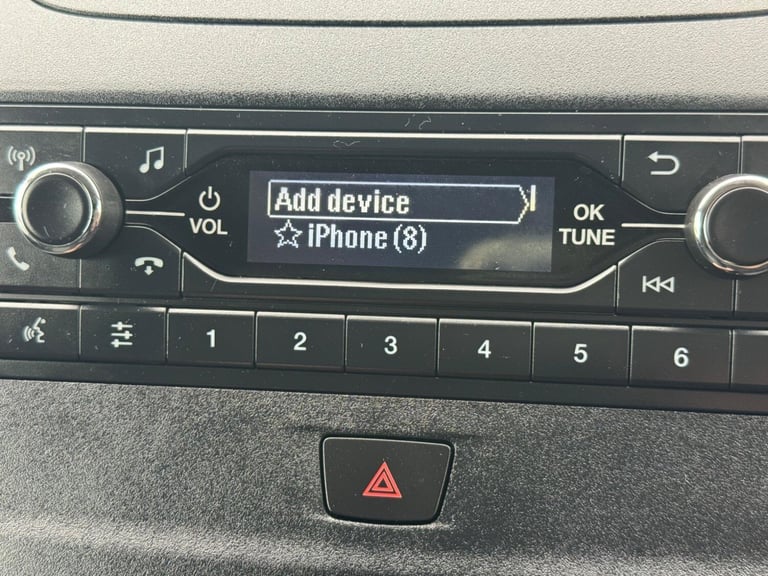 Add device
iPhone (8)
VOL
OK
TUNE
1
2
3
4
5
6